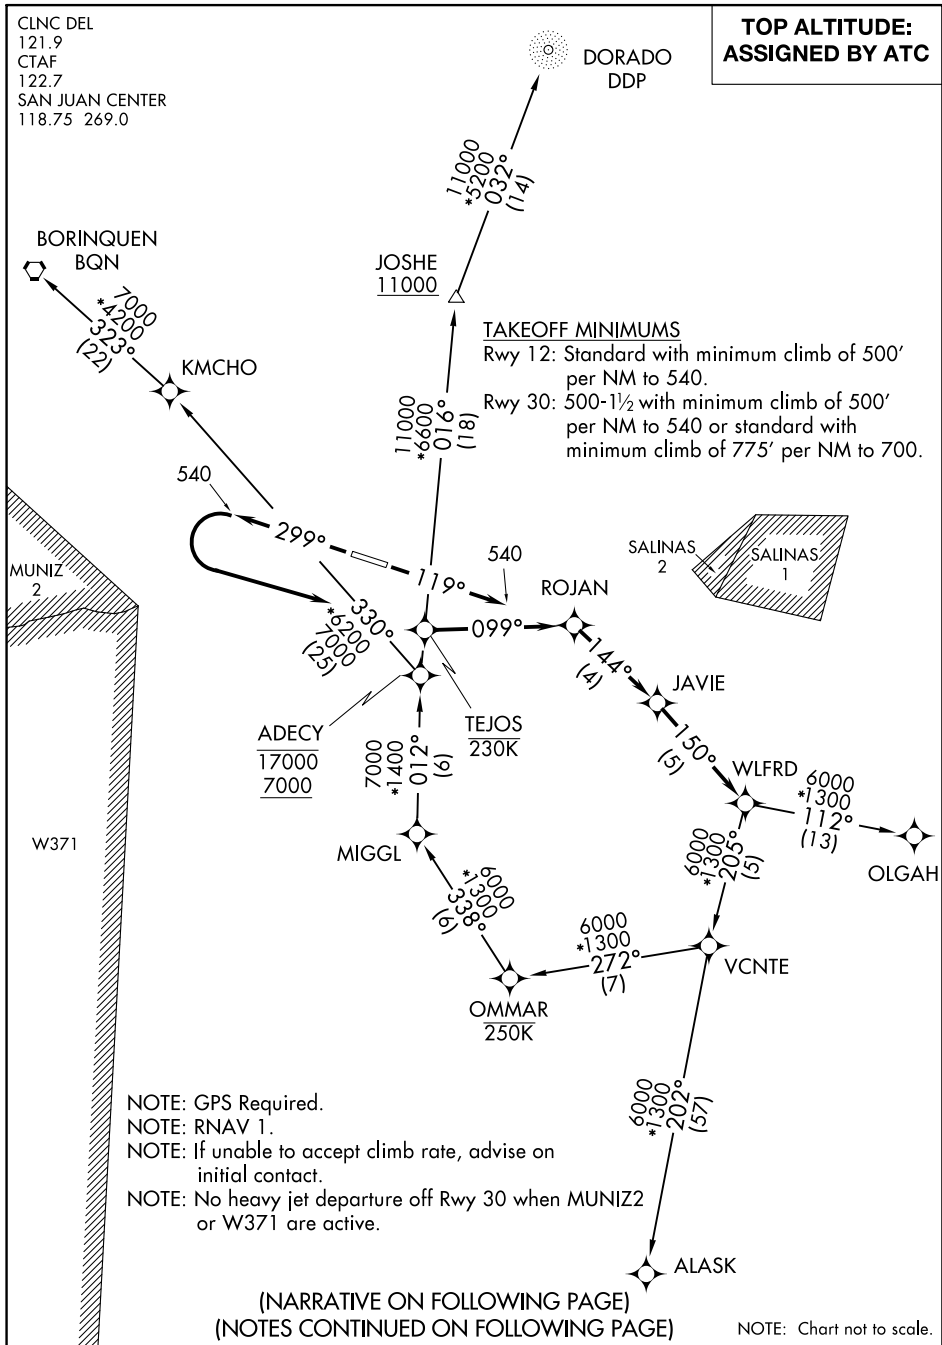 CLNC DEL
121.9
CTAF
122.7
SAN JUAN CENTER
118.75 269.0
TOP ALTITUDE:
ASSIGNED BY ATC
DORADO
DDP
11000
*5200
032°
(14)
BORINQUEN
BQN
JOSHE
11000
7000
*4200
323°
(22)
KMCHO
TAKEOFF MINIMUMS
Rwy 12: Standard with minimum climb of 500'
per NM to 540.
Rwy 30: 500-1½ with minimum climb of 500'
per NM to 540 or standard with
minimum climb of 775' per NM to 700.
11000
*6600
016°
(18)
540
299°
119°
540
MUNIZ
2
SALINAS
2
SALINAS
1
ROJAN
330°
*6200
7000
(25)
099°
144°
(4)
JAVIE
ADECY
17000
7000
TEJOS
230K
7000
*1400
012°
(6)
150°
(5)
WLFRD
6000
*1300
112°
(13)
OLGAH
W371
MIGGL
6000
*1300
338°
(6)
6000
*1300
205°
(5)
6000
*1300
272°
(7)
VCNTE
OMMAR
250K
6000
*1300
202°
(57)
NOTE: GPS Required.
NOTE: RNAV 1.
NOTE: If unable to accept climb rate, advise on
initial contact.
NOTE: No heavy jet departure off Rwy 30 when MUNIZ2
or W371 are active.
ALASK
(NARRATIVE ON FOLLOWING PAGE)
(NOTES CONTINUED ON FOLLOWING PAGE)
NOTE: Chart not to scale.